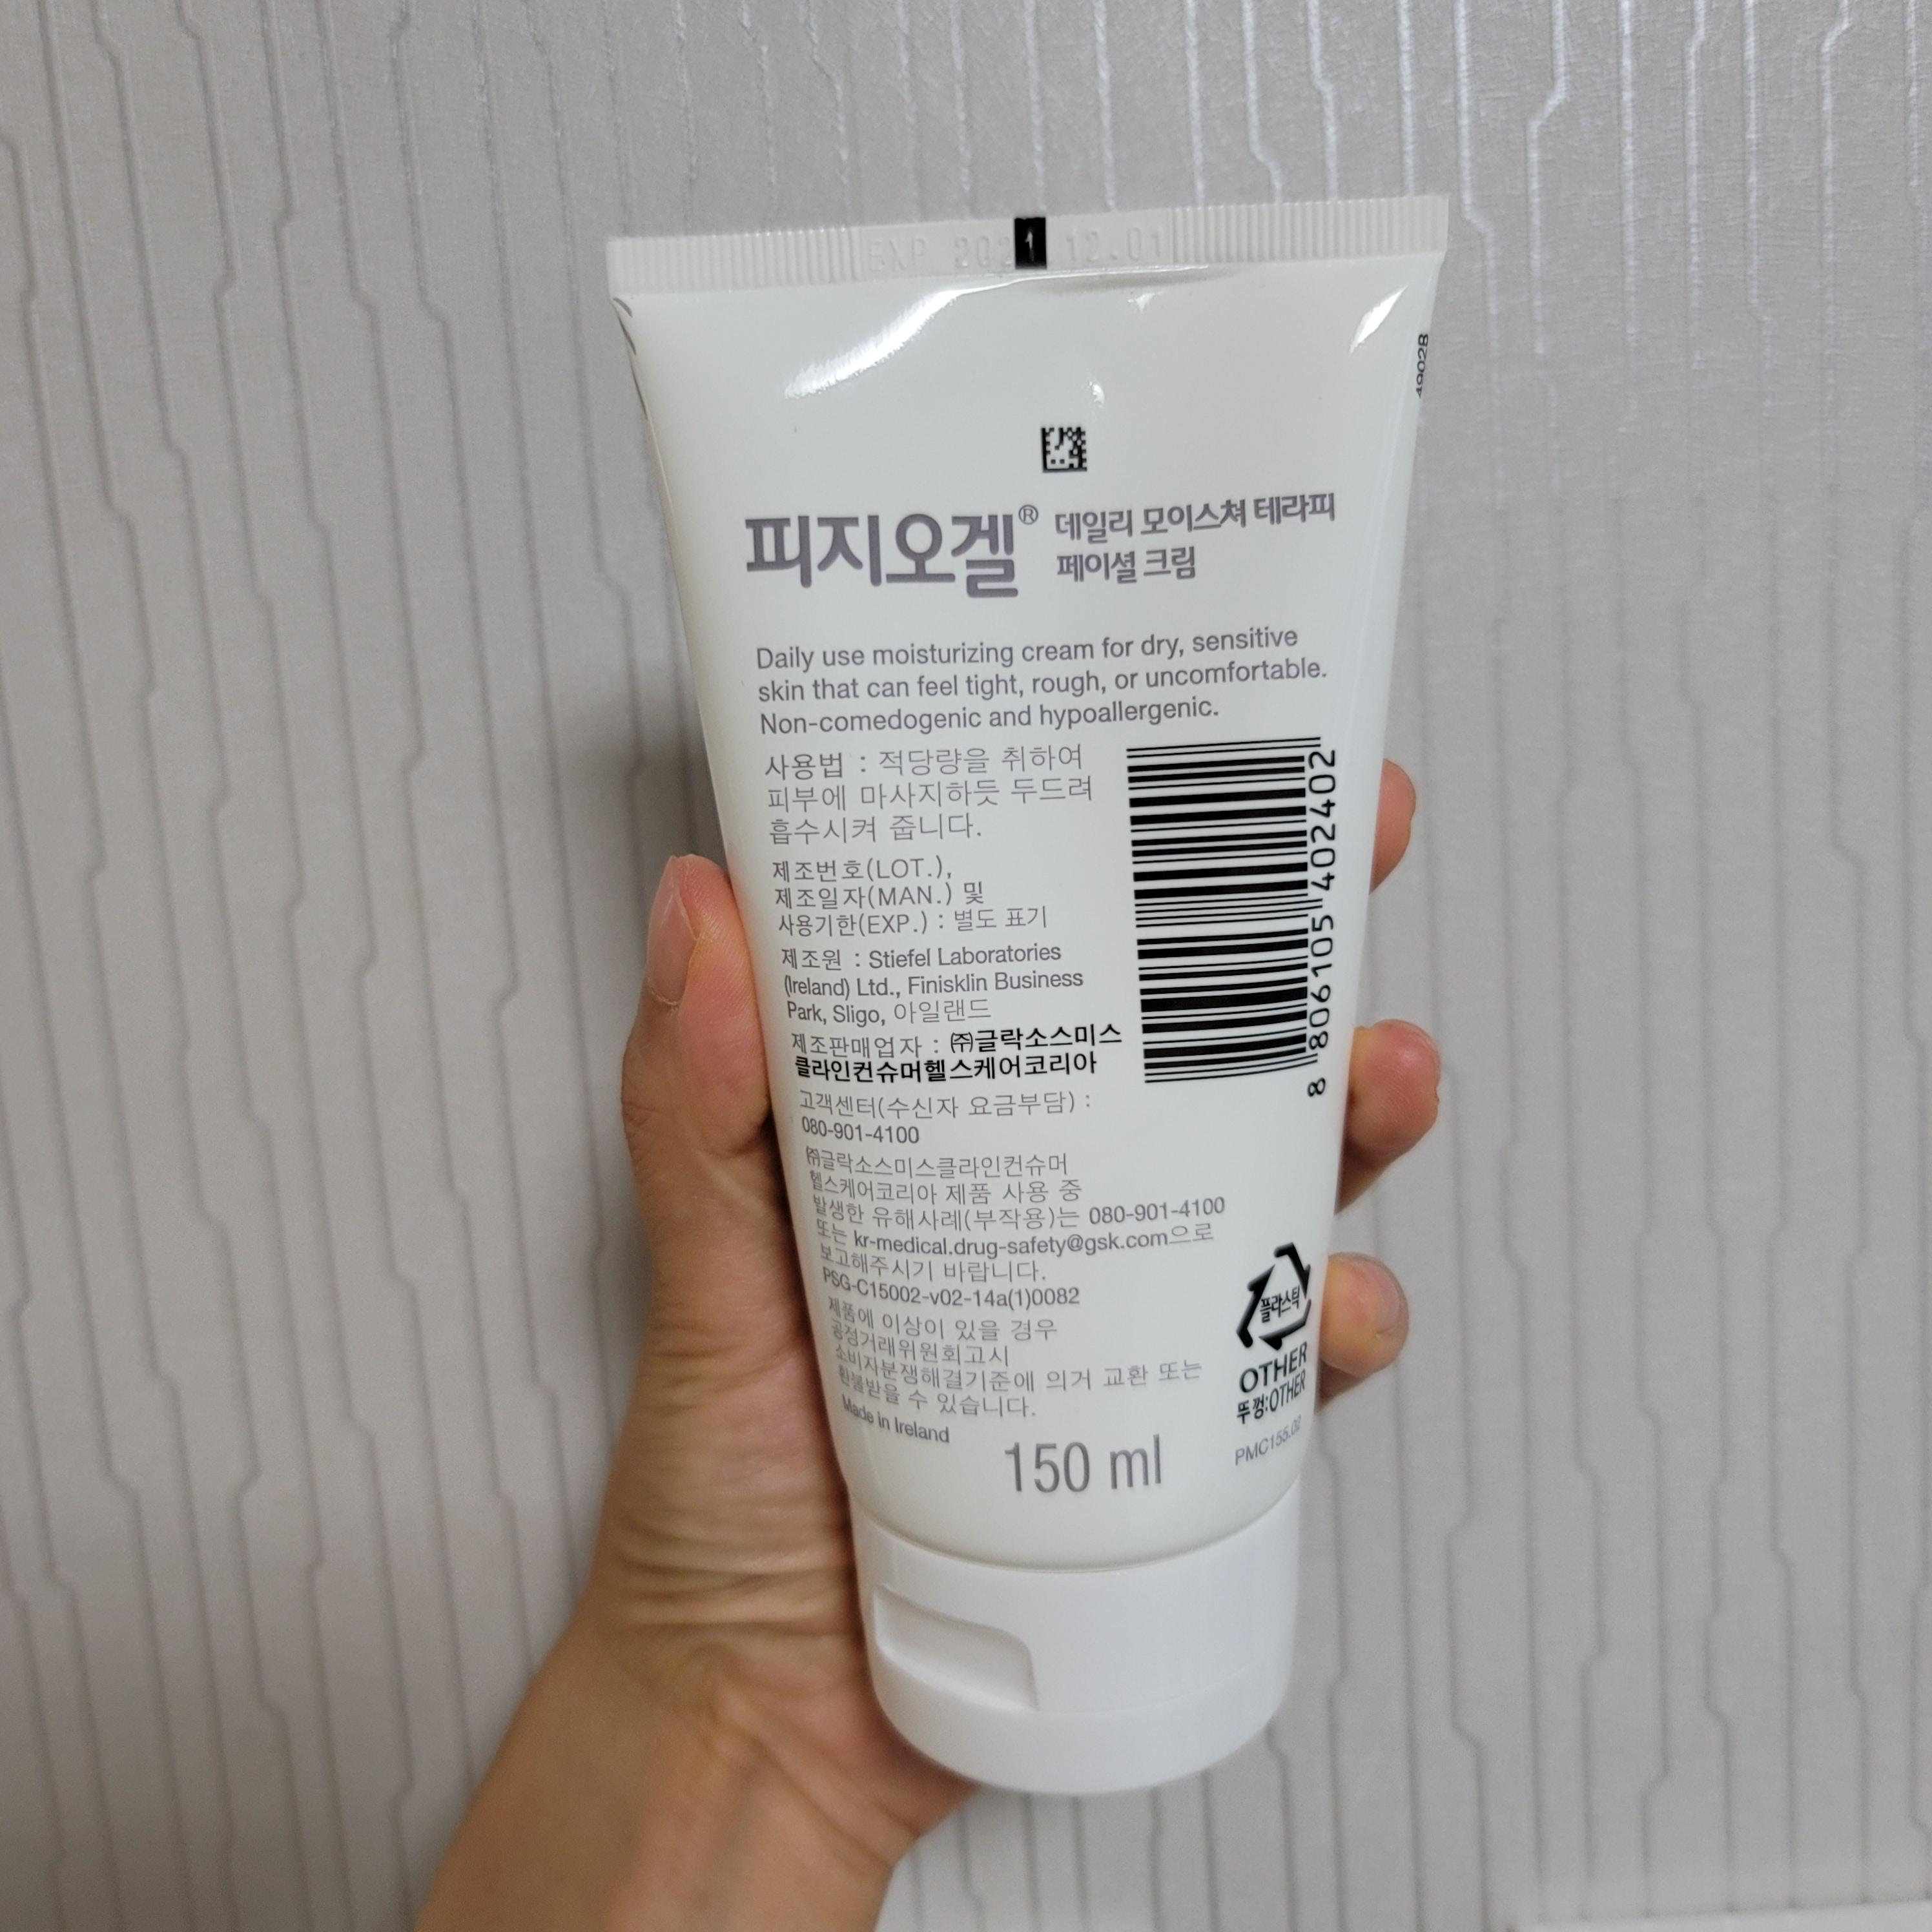 EXP 2021 12.01
49028
피지오겔® 데일리 모이스쳐 테라피
페이셜 크림
Daily use moisturizing cream for dry, sensitive
skin that can feel tight, rough, or uncomfortable.
Non-comedogenic and hypoallergenic.
사용법 : 적당량을 취하여
피부에 마사지하듯 두드려
흡수시켜 줍니다.
제조번호(LOT.),
제조일자(MAN.) 및
사용기한(EXP.) : 별도 표기
제조원 : Stiefel Laboratories
(Ireland) Ltd., Finisklin Business
Park, Sligo, 아일랜드
제조판매업자 : ㈜글락소스미스
클라인컨슈머헬스케어코리아
고객센터(수신자 요금부담) :
080-901-4100
㈜글락소스미스클라인컨슈머
헬스케어코리아 제품 사용 중
발생한 유해사례(부작용)는 080-901-4100
또는 kr-medical.drug-safety@gsk.com으로
보고해주시기 바랍니다.
PSG-C15002-v02-14a(1)0082
제품에 이상이 있을 경우
공정거래위원회고시
소비자분쟁해결기준에 의거 교환 또는
환불받을 수 있습니다.
Made in Ireland
150 ml
8 806105 402402
플라스틱
OTHER
뚜껑:OTHER
PMC155.02